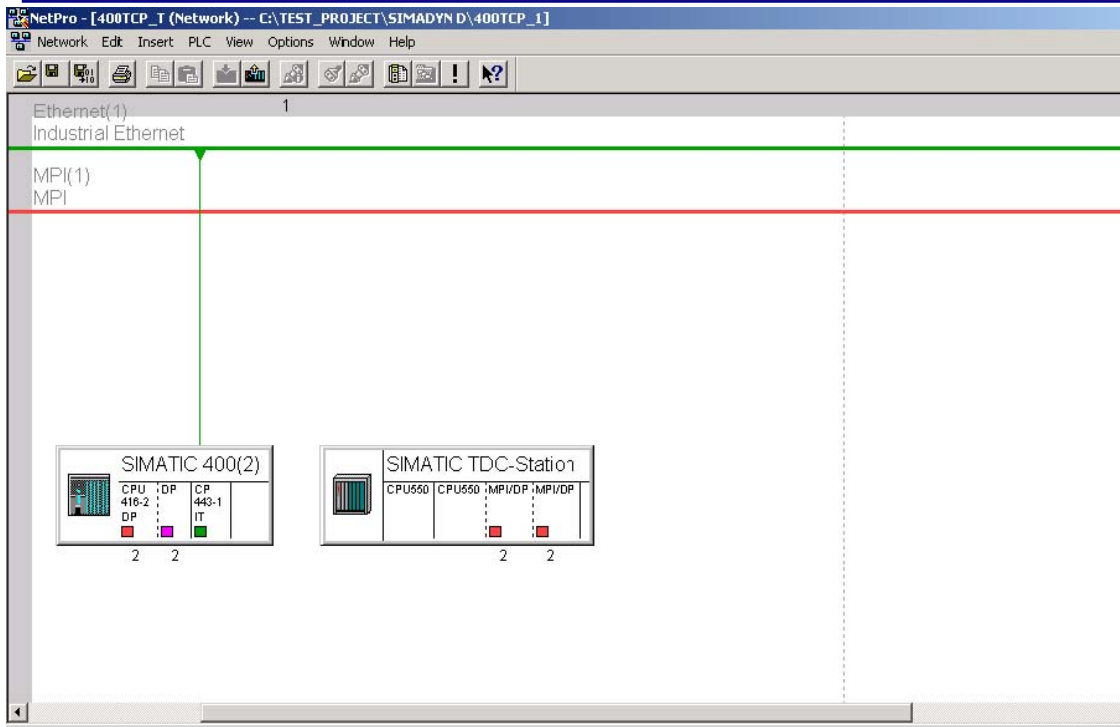 NetPro - [400TCP_T (Network) -- C:\TEST_PROJECT\SIMADYN D\400TCP_1]
Network Edit Insert PLC View Options Window Help
1
Ethernet(1)
Industrial Ethernet
MPI(1)
MPI
SIMATIC 400(2)
CPU 416-2 DP
DP
CP 443-1 IT
2 2
SIMATIC TDC-Station
CPU550 CPU550 MPI/DP MPI/DP
2 2